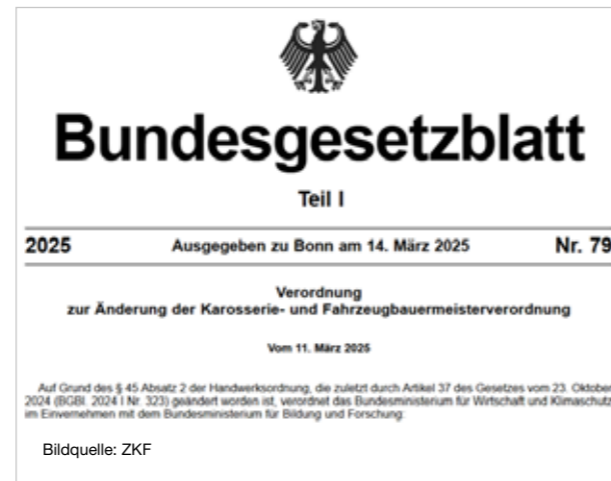 Bundesgesetzblatt
Teil I
2025 Ausgegeben zu Bonn am 14. März 2025 Nr. 79
Verordnung
zur Änderung der Karosserie- und Fahrzeugbauermeisterverordnung
Vom 11. März 2025
Auf Grund des § 45 Absatz 2 der Handwerksordnung, die zuletzt durch Artikel 37 des Gesetzes vom 23. Oktober
2024 (BGBl. 2024 I Nr. 323) geändert worden ist, verordnet das Bundesministerium für Wirtschaft und Klimaschutz
im Einvernehmen mit dem Bundesministerium für Bildung und Forschung:
Bildquelle: ZKF